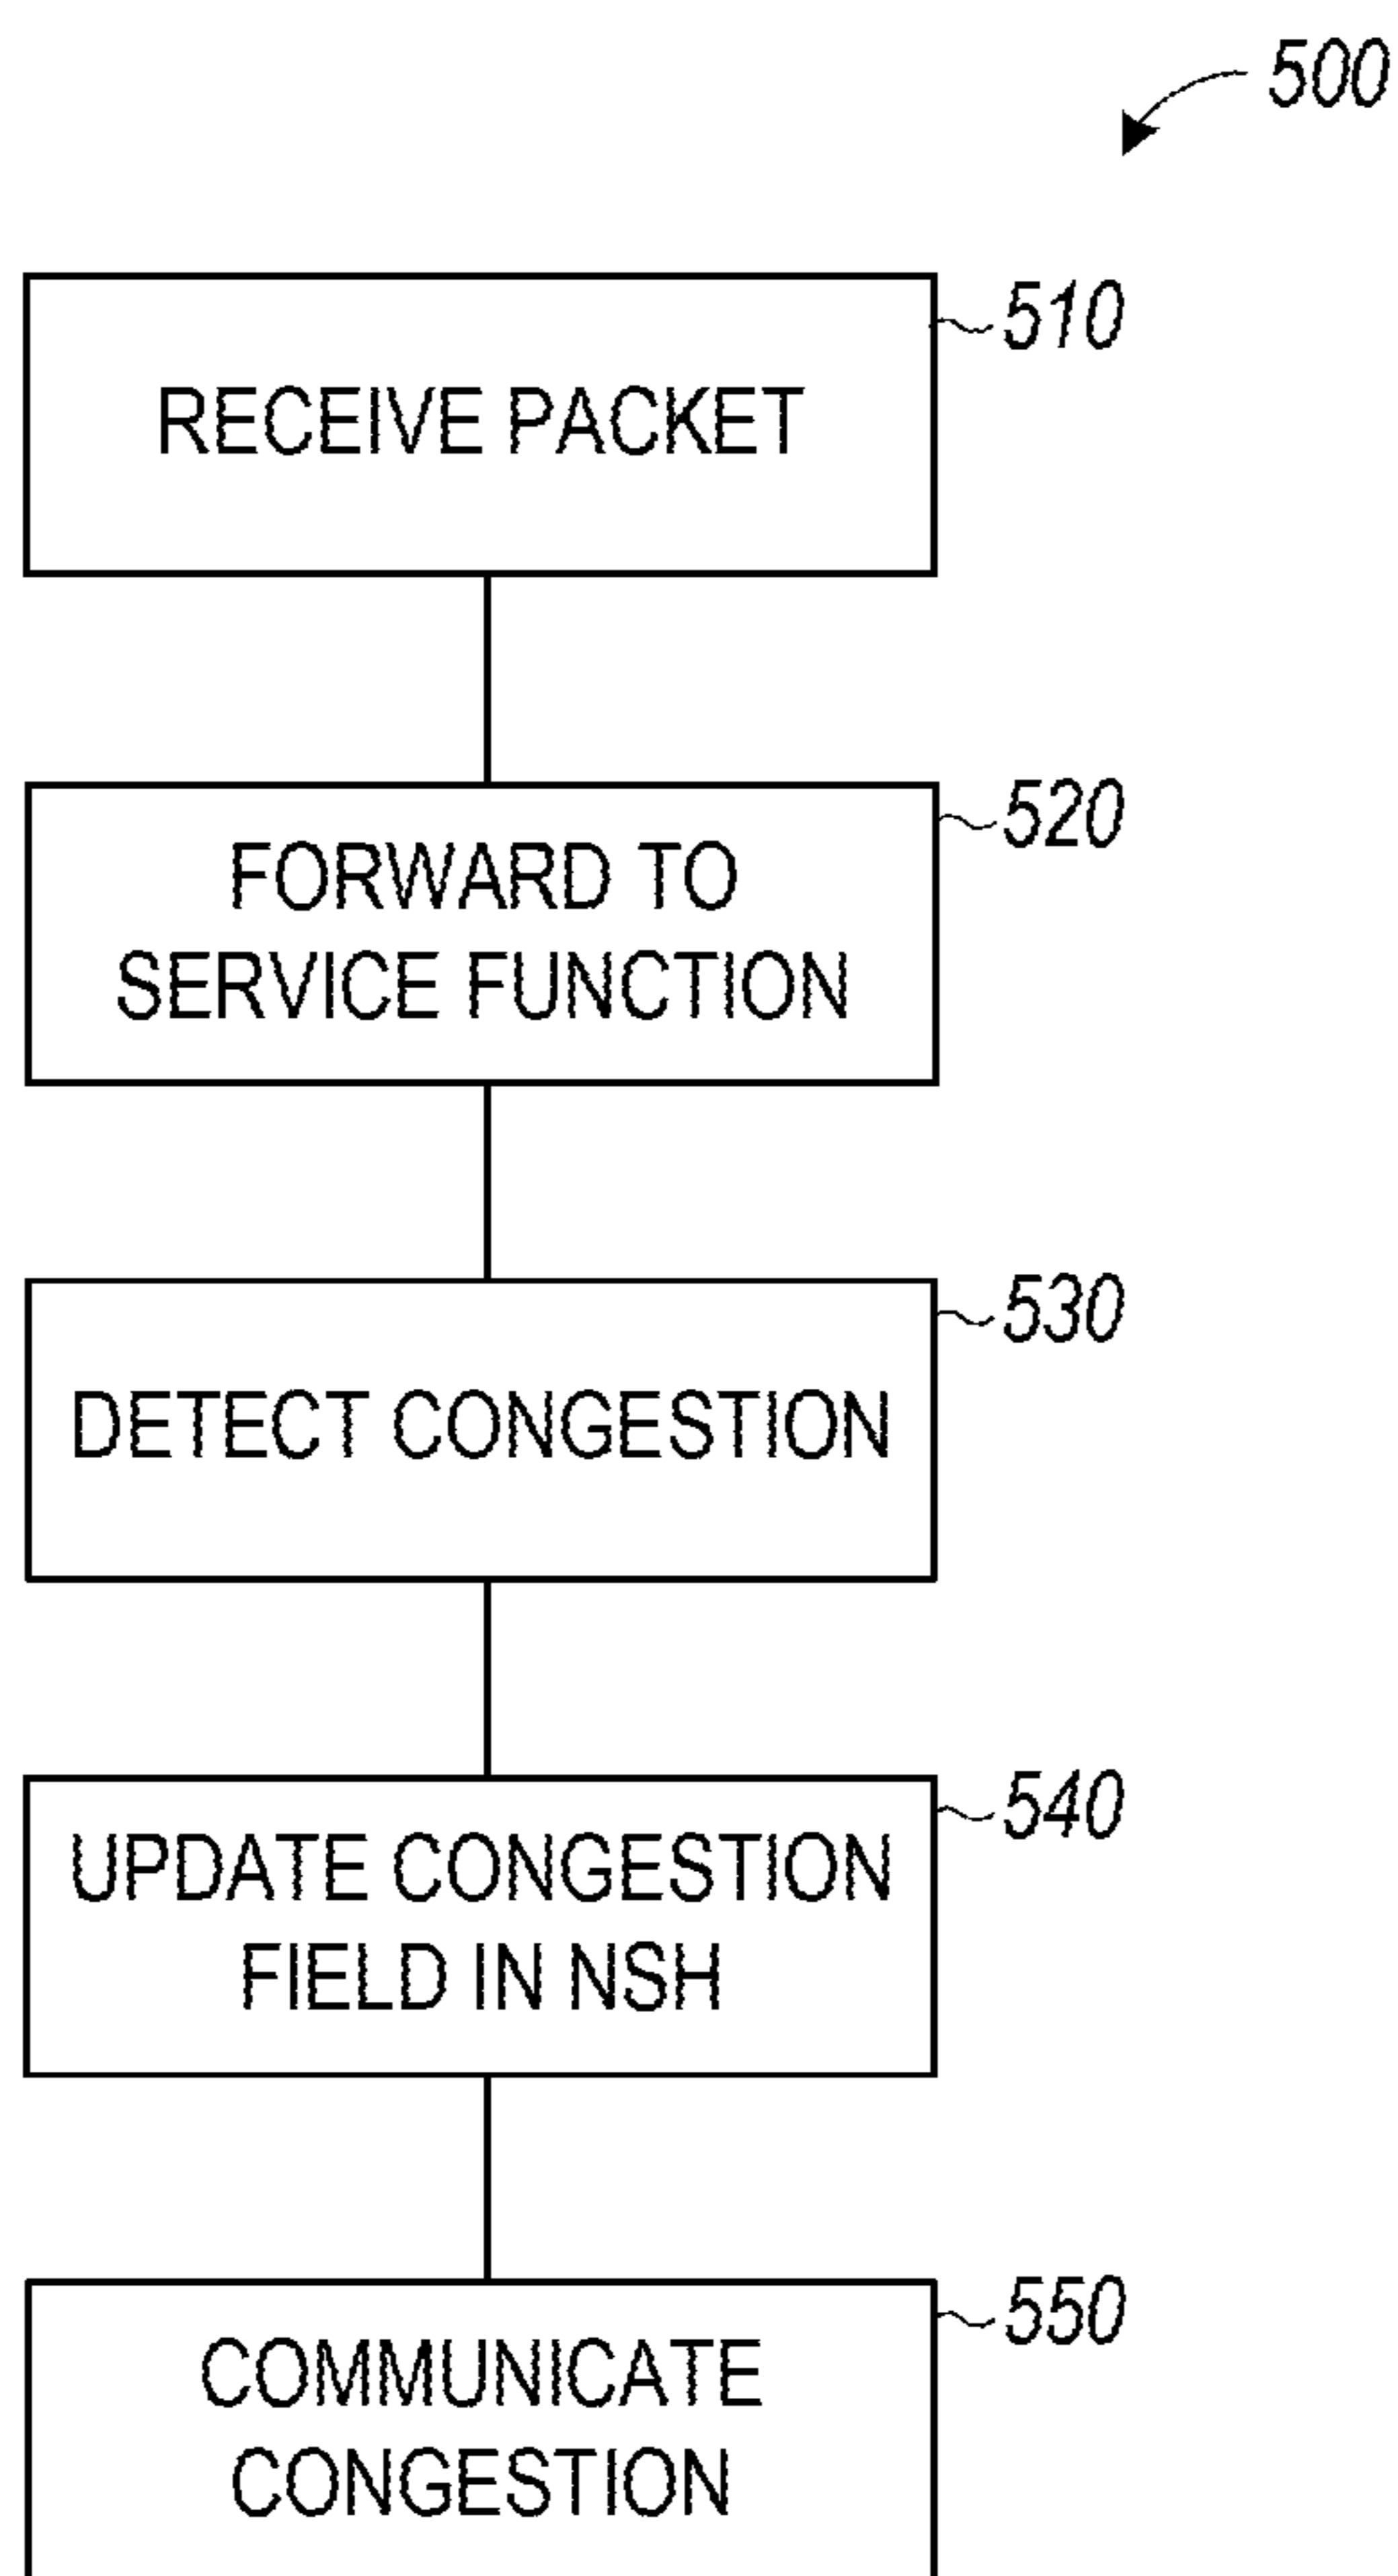 500
510
RECEIVE PACKET
520
FORWARD TO
SERVICE FUNCTION
530
DETECT CONGESTION
540
UPDATE CONGESTION
FIELD IN NSH
550
COMMUNICATE
CONGESTION